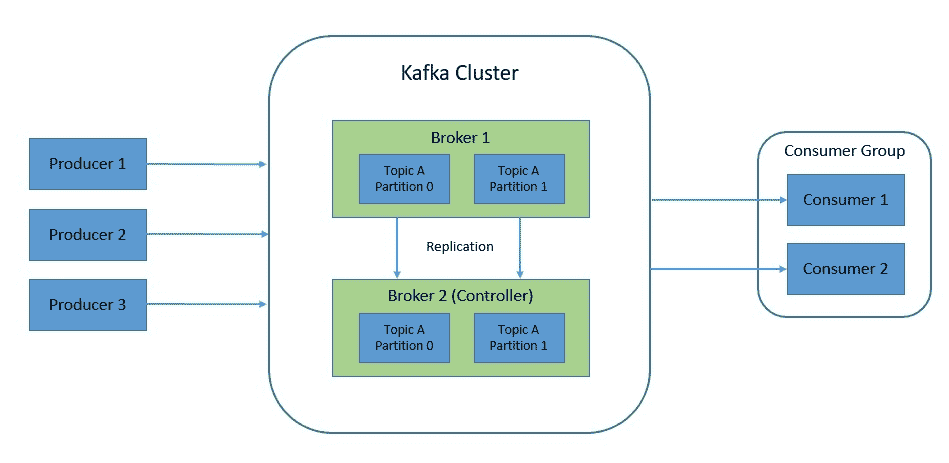 Kafka Cluster
Producer 1
Producer 2
Producer 3
Broker 1
Topic A
Partition 0
Topic A
Partition 1
Replication
Broker 2 (Controller)
Topic A
Partition 0
Topic A
Partition 1
Consumer Group
Consumer 1
Consumer 2